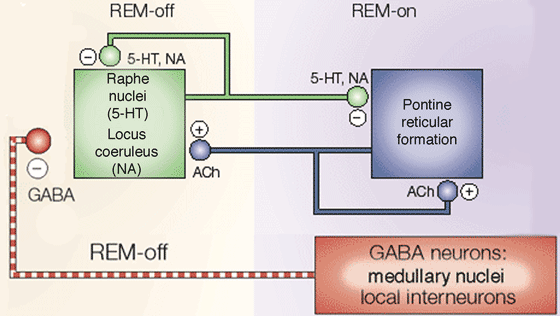 REM-off
REM-on
−
5-HT, NA
Raphe
nuclei
(5-HT)
Locus
coeruleus
(NA)
5-HT, NA
−
Pontine
reticular
formation
+
ACh
ACh
+
−
GABA
REM-off
GABA neurons:
medullary nuclei
local interneurons